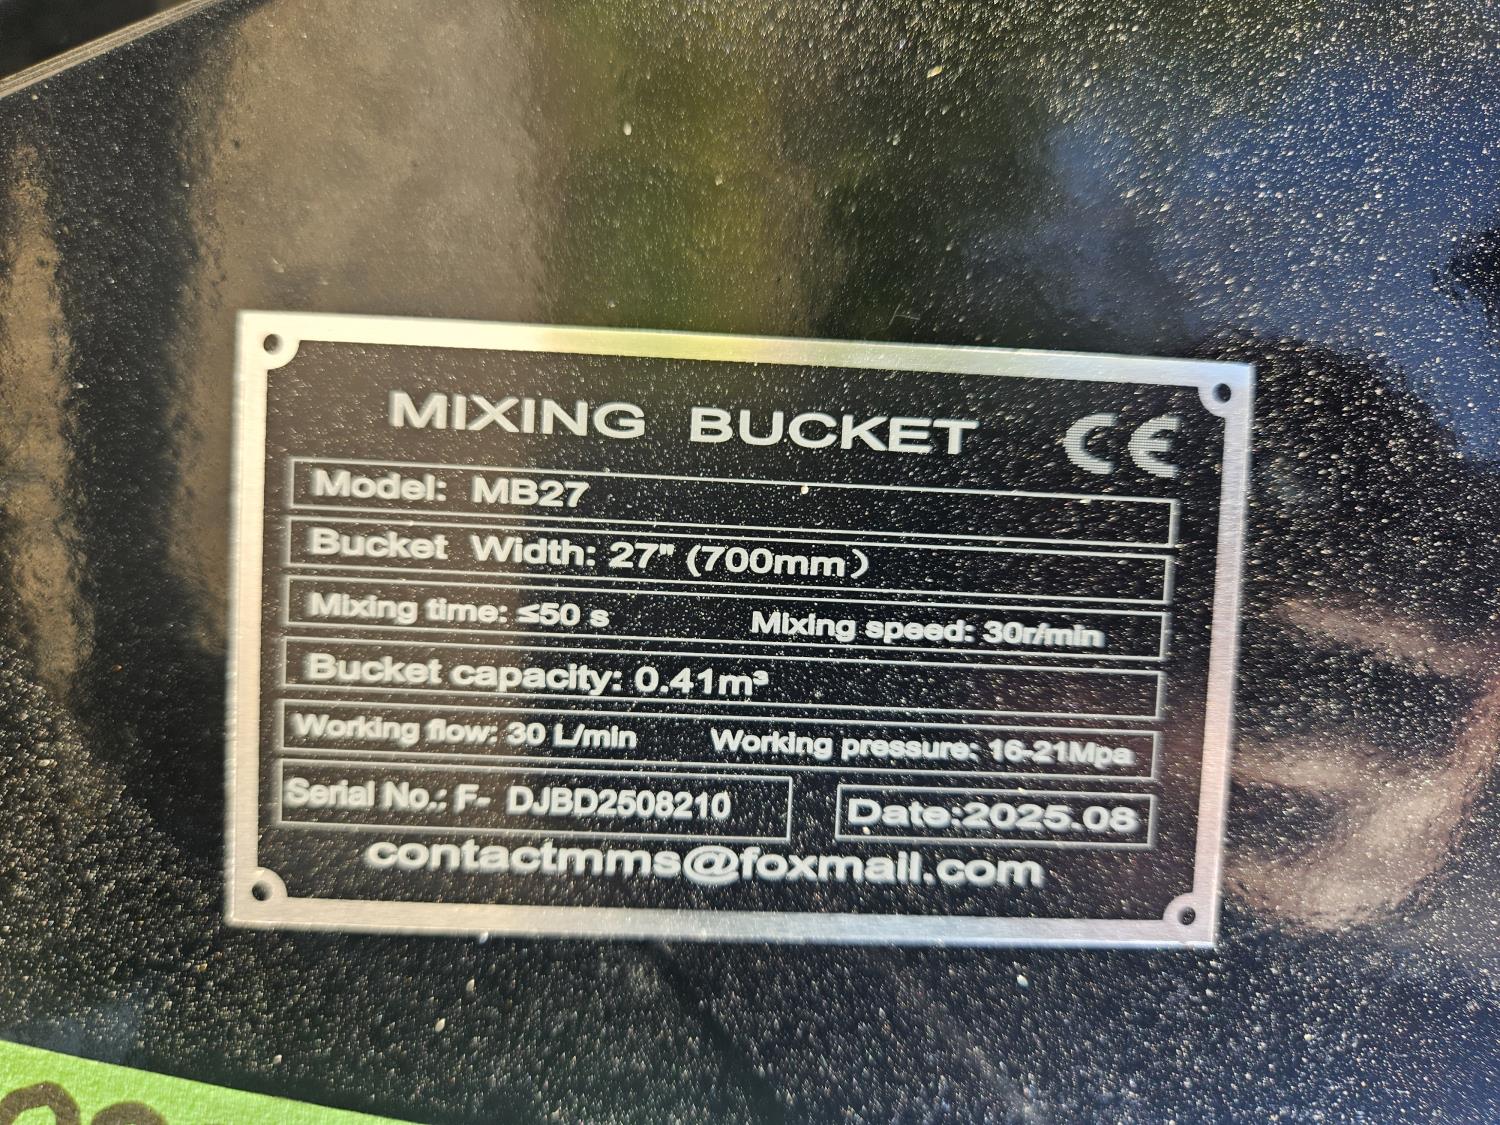 MIXING BUCKET CE
Model: MB27
Bucket Width: 27" (700mm)
Mixing time: ≤50 s Mixing speed: 30r/min
Bucket capacity: 0.41m³
Working flow: 30 L/min Working pressure: 16-21Mpa
Serial No.: F- DJBD2508210 Date:2025.08
contactmms@foxmail.com